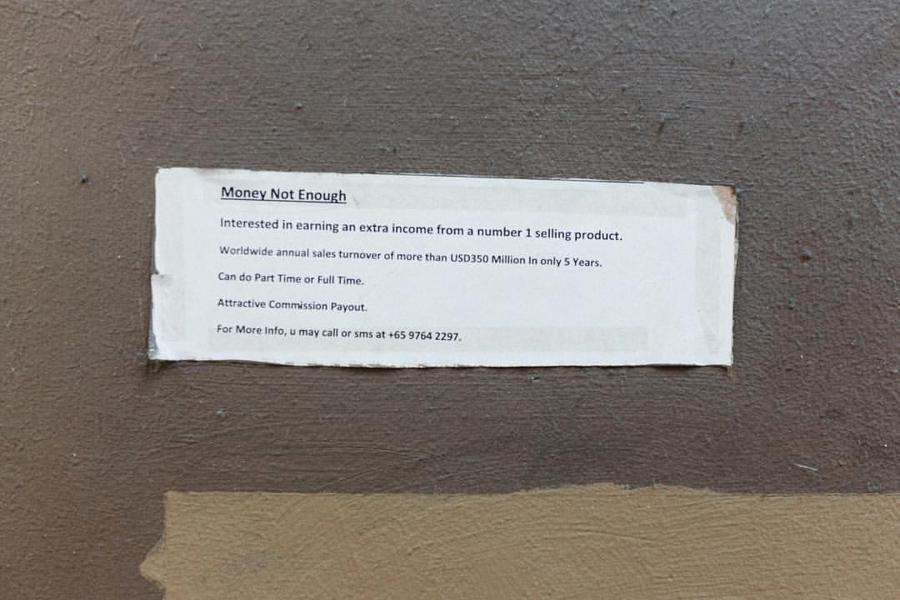 Money Not Enough
Interested in earning an extra income from a number 1 selling product.
Worldwide annual sales turnover of more than USD350 Million In only 5 Years.
Can do Part Time or Full Time.
Attractive Commission Payout.
For More Info, u may call or sms at +65 9764 2297.